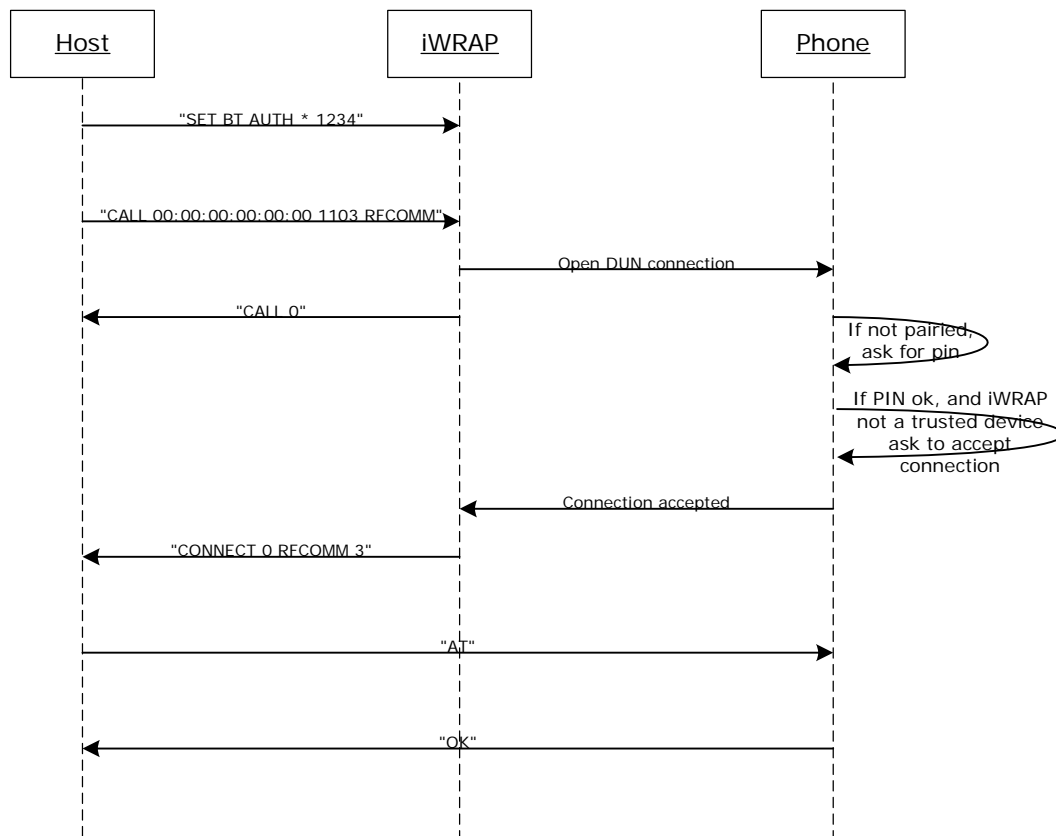 Host
iWRAP
Phone
"SET BT AUTH * 1234"
"CALL 00:00:00:00:00:00 1103 RFCOMM"
Open DUN connection
"CALL 0"
If not pairied,
ask for pin
If PIN ok, and iWRAP
not a trusted device
ask to accept
connection
Connection accepted
"CONNECT 0 RFCOMM 3"
"AT"
"OK"